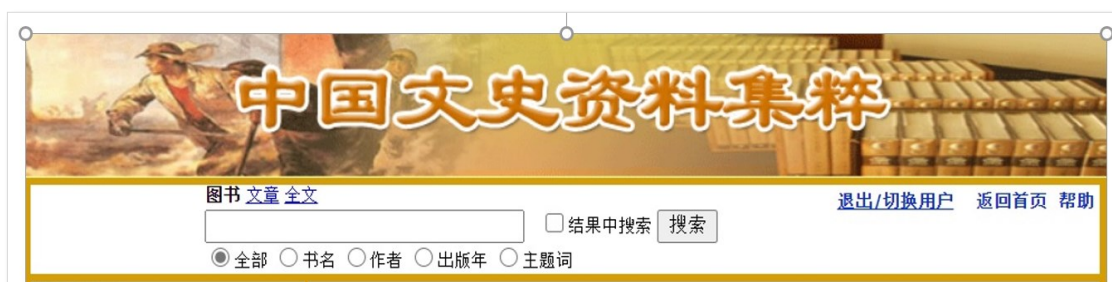 中国文史资料集粹
图书 文章 全文
退出/切换用户 返回首页 帮助
结果中搜索 搜索
全部 书名 作者 出版年 主题词